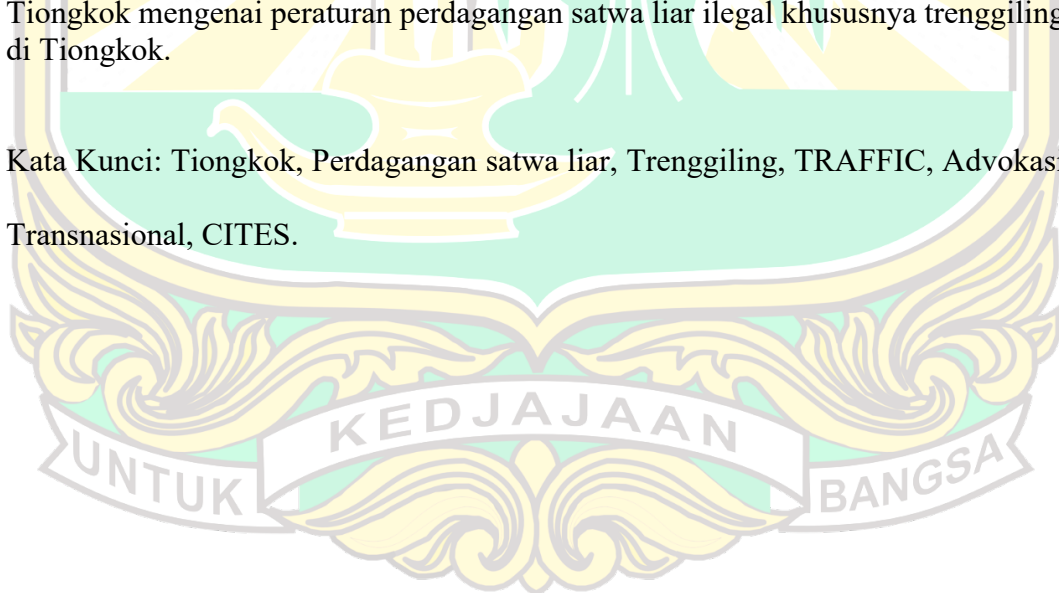 Tiongkok mengenai peraturan perdagangan satwa liar ilegal khususnya trenggiling
di Tiongkok.
Kata Kunci: Tiongkok, Perdagangan satwa liar, Trenggiling, TRAFFIC, Advokasi
Transnasional, CITES.
UNTUK KEDJAJAAN BANGSA